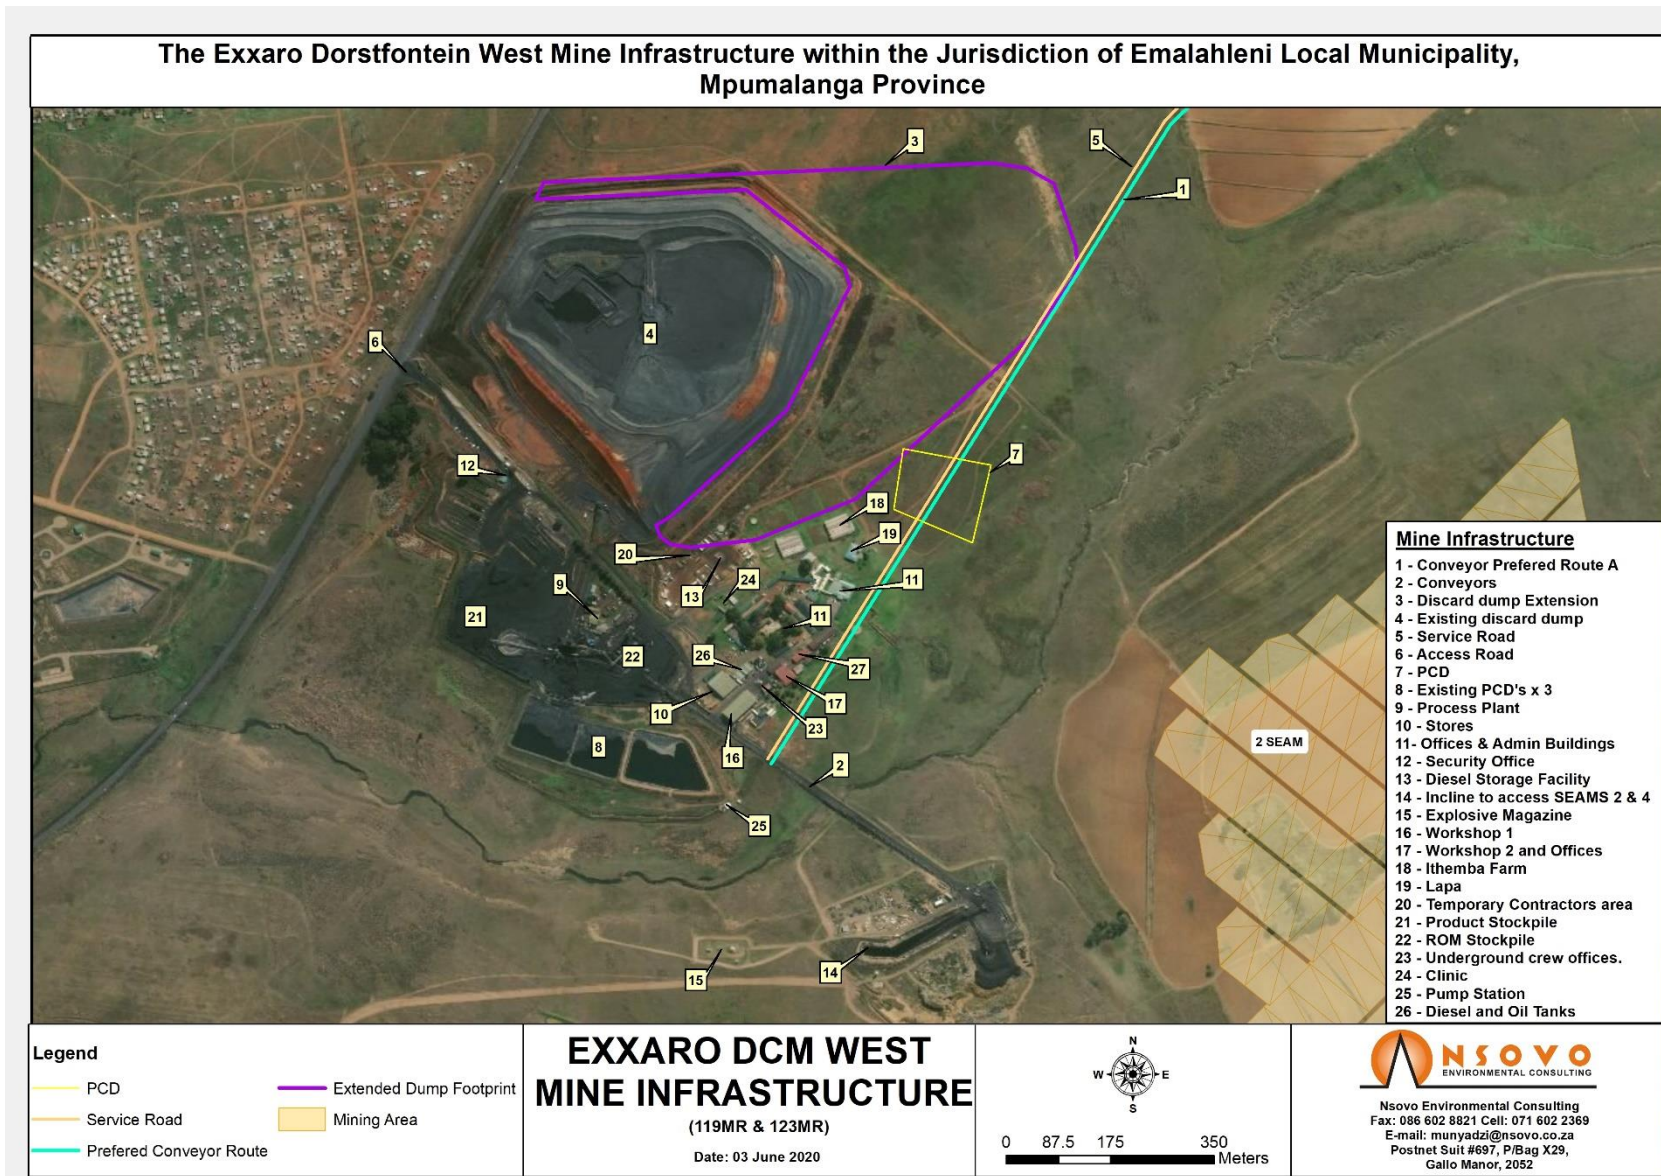 The Exxaro Dorstfontein West Mine Infrastructure within the Jurisdiction of Emalahleni Local Municipality,
Mpumalanga Province
3
5
1
4
6
12
7
18
19
20
13
24
11
9
11
21
22
26
27
10
17
23
16
8
2
25
15
14
2 SEAM
Mine Infrastructure
1 - Conveyor Prefered Route A
2 - Conveyors
3 - Discard dump Extension
4 - Existing discard dump
5 - Service Road
6 - Access Road
7 - PCD
8 - Existing PCD's x 3
9 - Process Plant
10 - Stores
11- Offices & Admin Buildings
12 - Security Office
13 - Diesel Storage Facility
14 - Incline to access SEAMS 2 & 4
15 - Explosive Magazine
16 - Workshop 1
17 - Workshop 2 and Offices
18 - Ithemba Farm
19 - Lapa
20 - Temporary Contractors area
21 - Product Stockpile
22 - ROM Stockpile
23 - Underground crew offices.
24 - Clinic
25 - Pump Station
26 - Diesel and Oil Tanks
Legend
PCD
Service Road
Prefered Conveyor Route
Extended Dump Footprint
Mining Area
EXXARO DCM WEST
MINE INFRASTRUCTURE
(119MR & 123MR)
Date: 03 June 2020
N
W E
S
0 87.5 175 350
Meters
NSOVO
ENVIRONMENTAL CONSULTING
Nsovo Environmental Consulting
Fax: 086 602 8821 Cell: 071 602 2369
E-mail: munyadzi@nsovo.co.za
Postnet Suit #697, P/Bag X29,
Gallo Manor, 2052